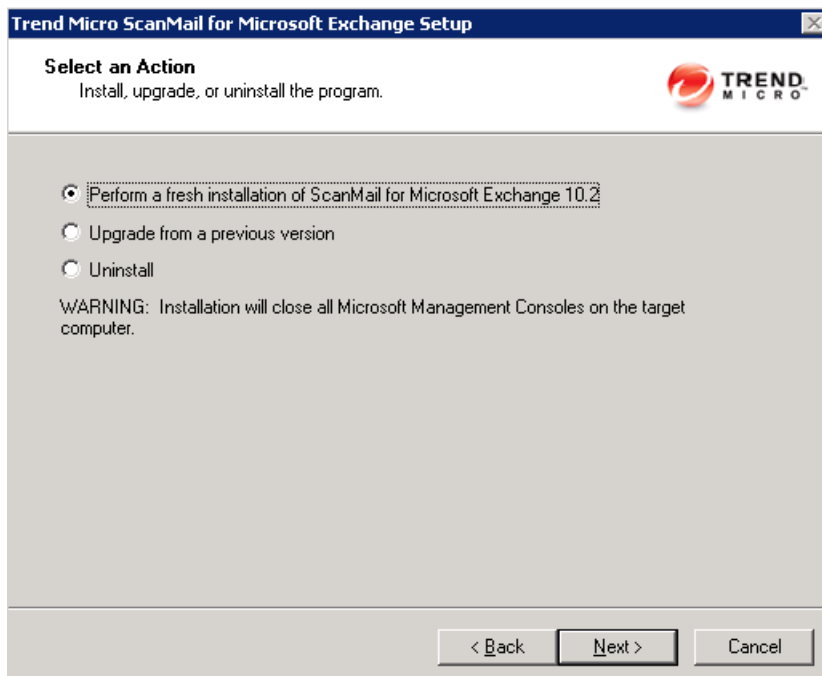 Trend Micro ScanMail for Microsoft Exchange Setup
Select an Action
Install, upgrade, or uninstall the program.
TREND
MICRO™
Perform a fresh installation of ScanMail for Microsoft Exchange 10.2
Upgrade from a previous version
Uninstall
WARNING: Installation will close all Microsoft Management Consoles on the target
computer.
< Back
Next >
Cancel